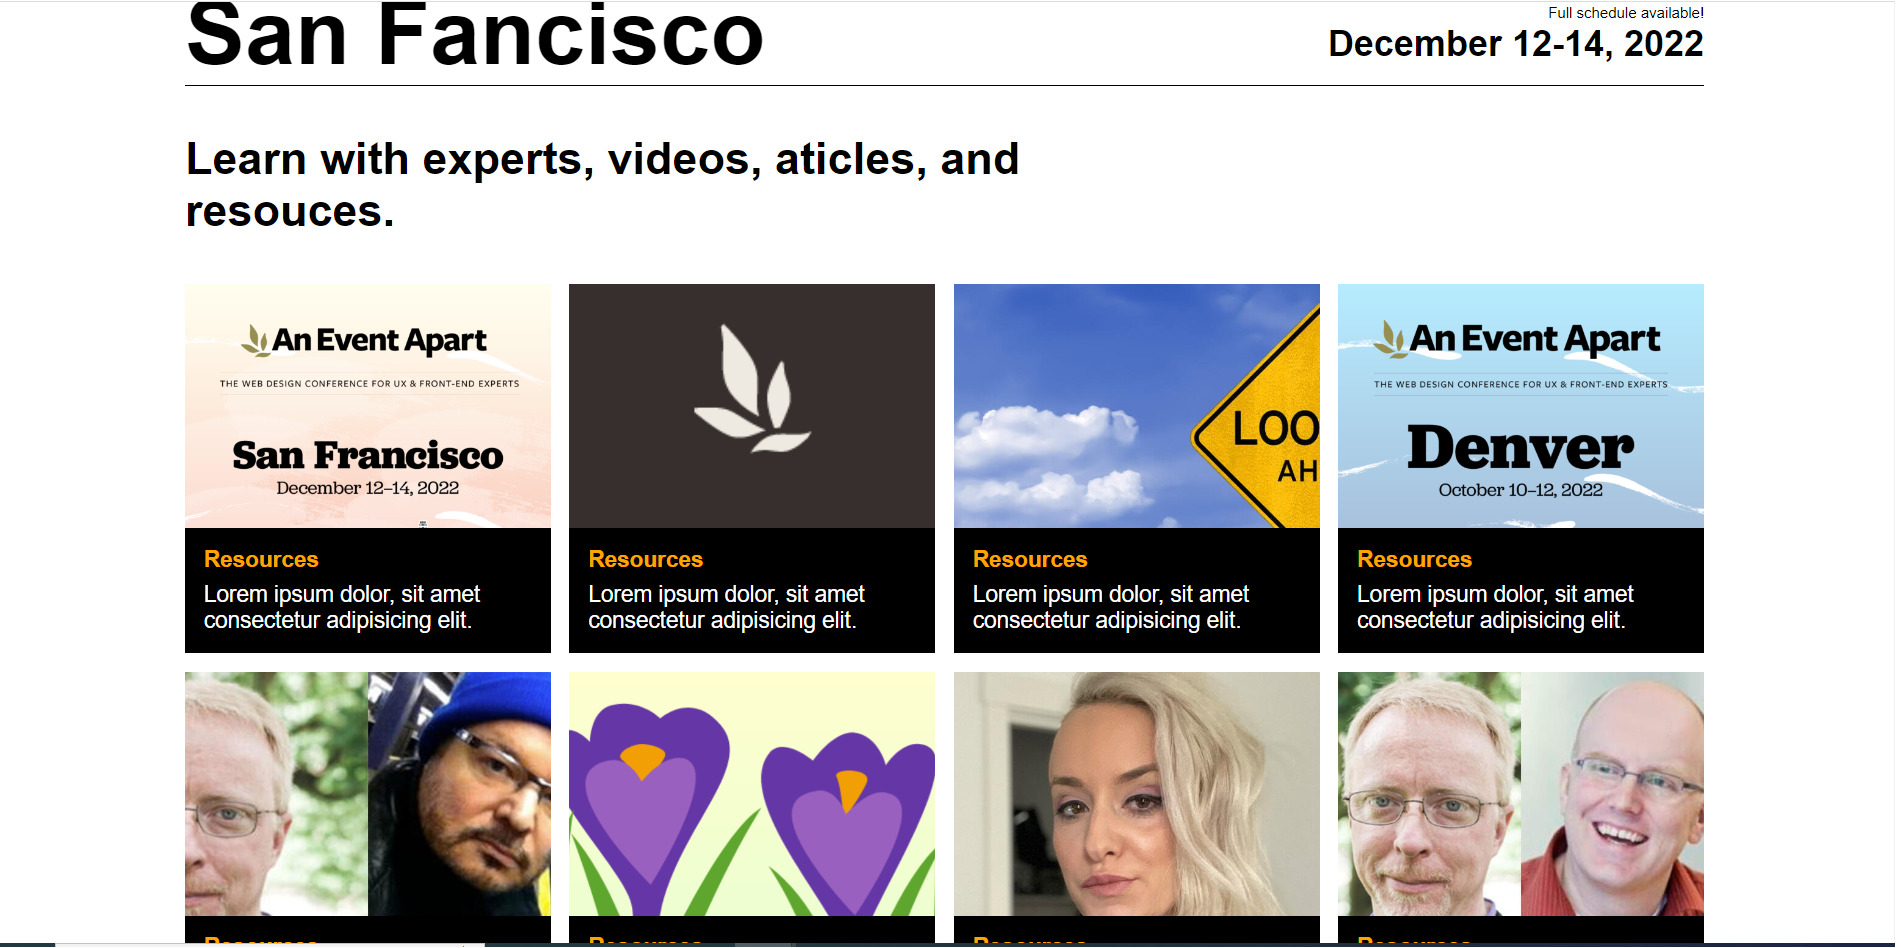 San Fancisco
Full schedule available!
December 12-14, 2022
Learn with experts, videos, aticles, and
resouces.
An Event Apart
THE WEB DESIGN CONFERENCE FOR UX & FRONT-END EXPERTS
San Francisco
December 12–14, 2022
Resources
Lorem ipsum dolor, sit amet
consectetur adipisicing elit.
Resources
Lorem ipsum dolor, sit amet
consectetur adipisicing elit.
LOO
AH
Resources
Lorem ipsum dolor, sit amet
consectetur adipisicing elit.
An Event Apart
THE WEB DESIGN CONFERENCE FOR UX & FRONT-END EXPERTS
Denver
October 10–12, 2022
Resources
Lorem ipsum dolor, sit amet
consectetur adipisicing elit.
Resources
Resources
Resources
Resources